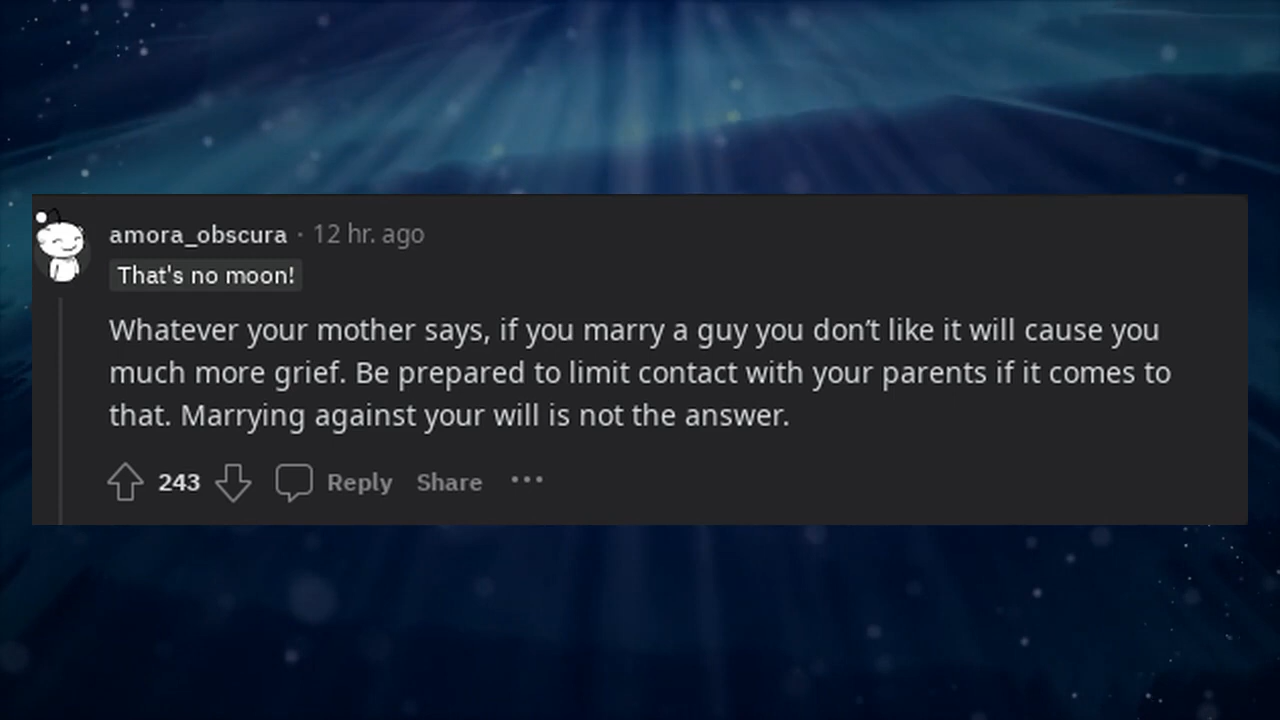 amora_obscura · 12 hr. ago
That's no moon!
Whatever your mother says, if you marry a guy you don’t like it will cause you
much more grief. Be prepared to limit contact with your parents if it comes to
that. Marrying against your will is not the answer.
243 Reply Share ...